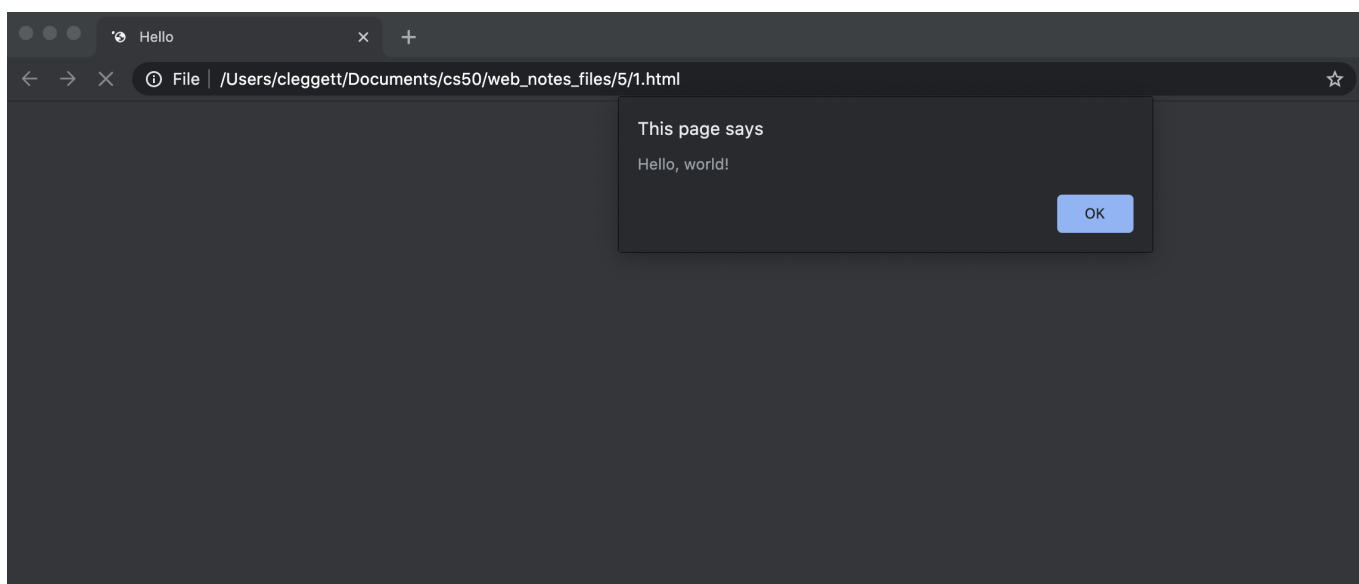 Hello
File /Users/cleggett/Documents/cs50/web_notes_files/5/1.html
This page says
Hello, world!
OK